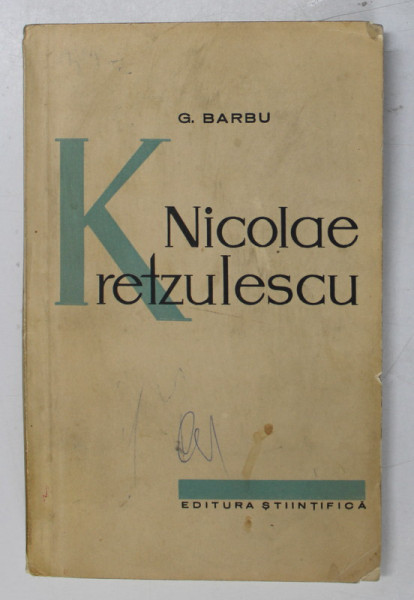 G. BARBU
Nicolae
Kretzulescu
EDITURA ȘTIINȚIFICĂ